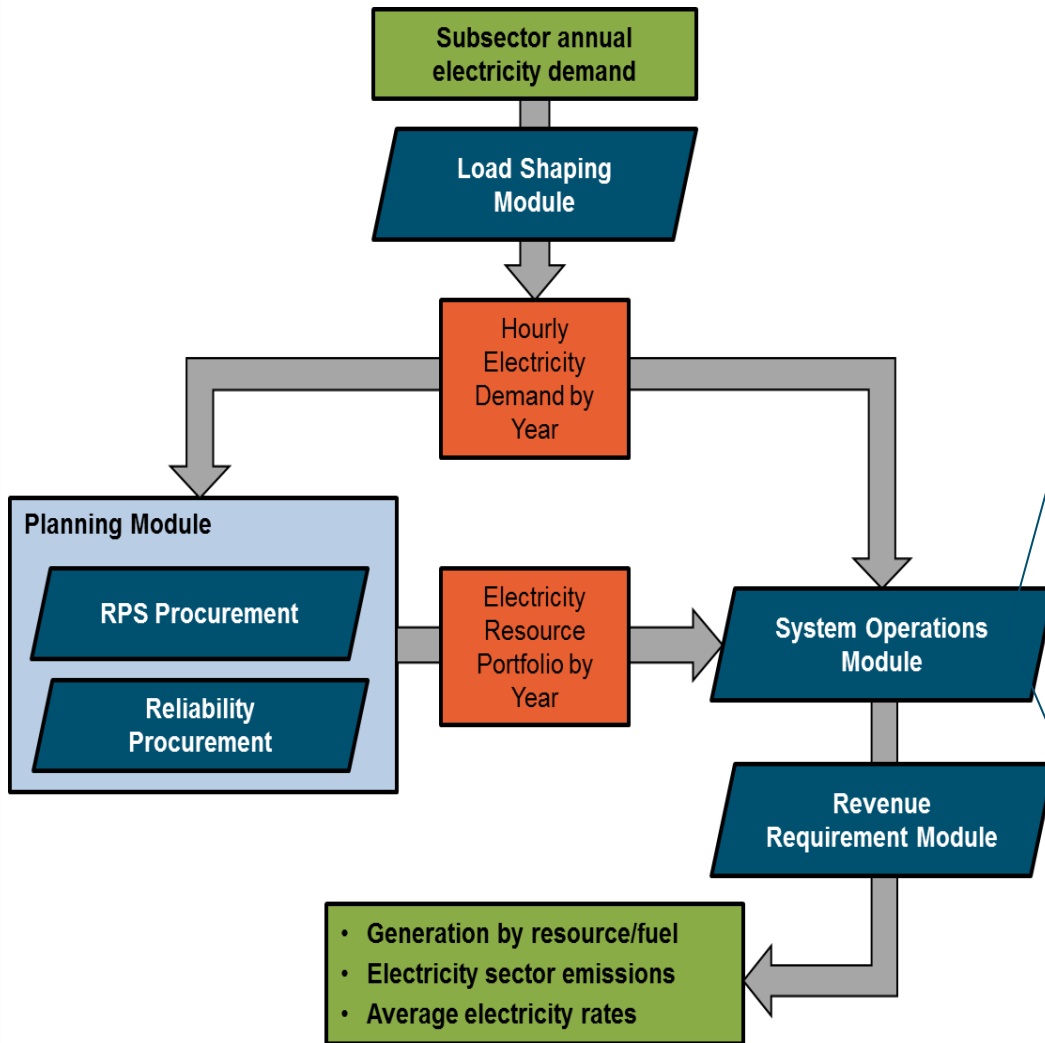 Subsector annual
electricity demand
Load Shaping
Module
Hourly
Electricity
Demand by
Year
Planning Module
RPS Procurement
Reliability
Procurement
Electricity
Resource
Portfolio by
Year
System Operations
Module
Revenue
Requirement Module
• Generation by resource/fuel
• Electricity sector emissions
• Average electricity rates